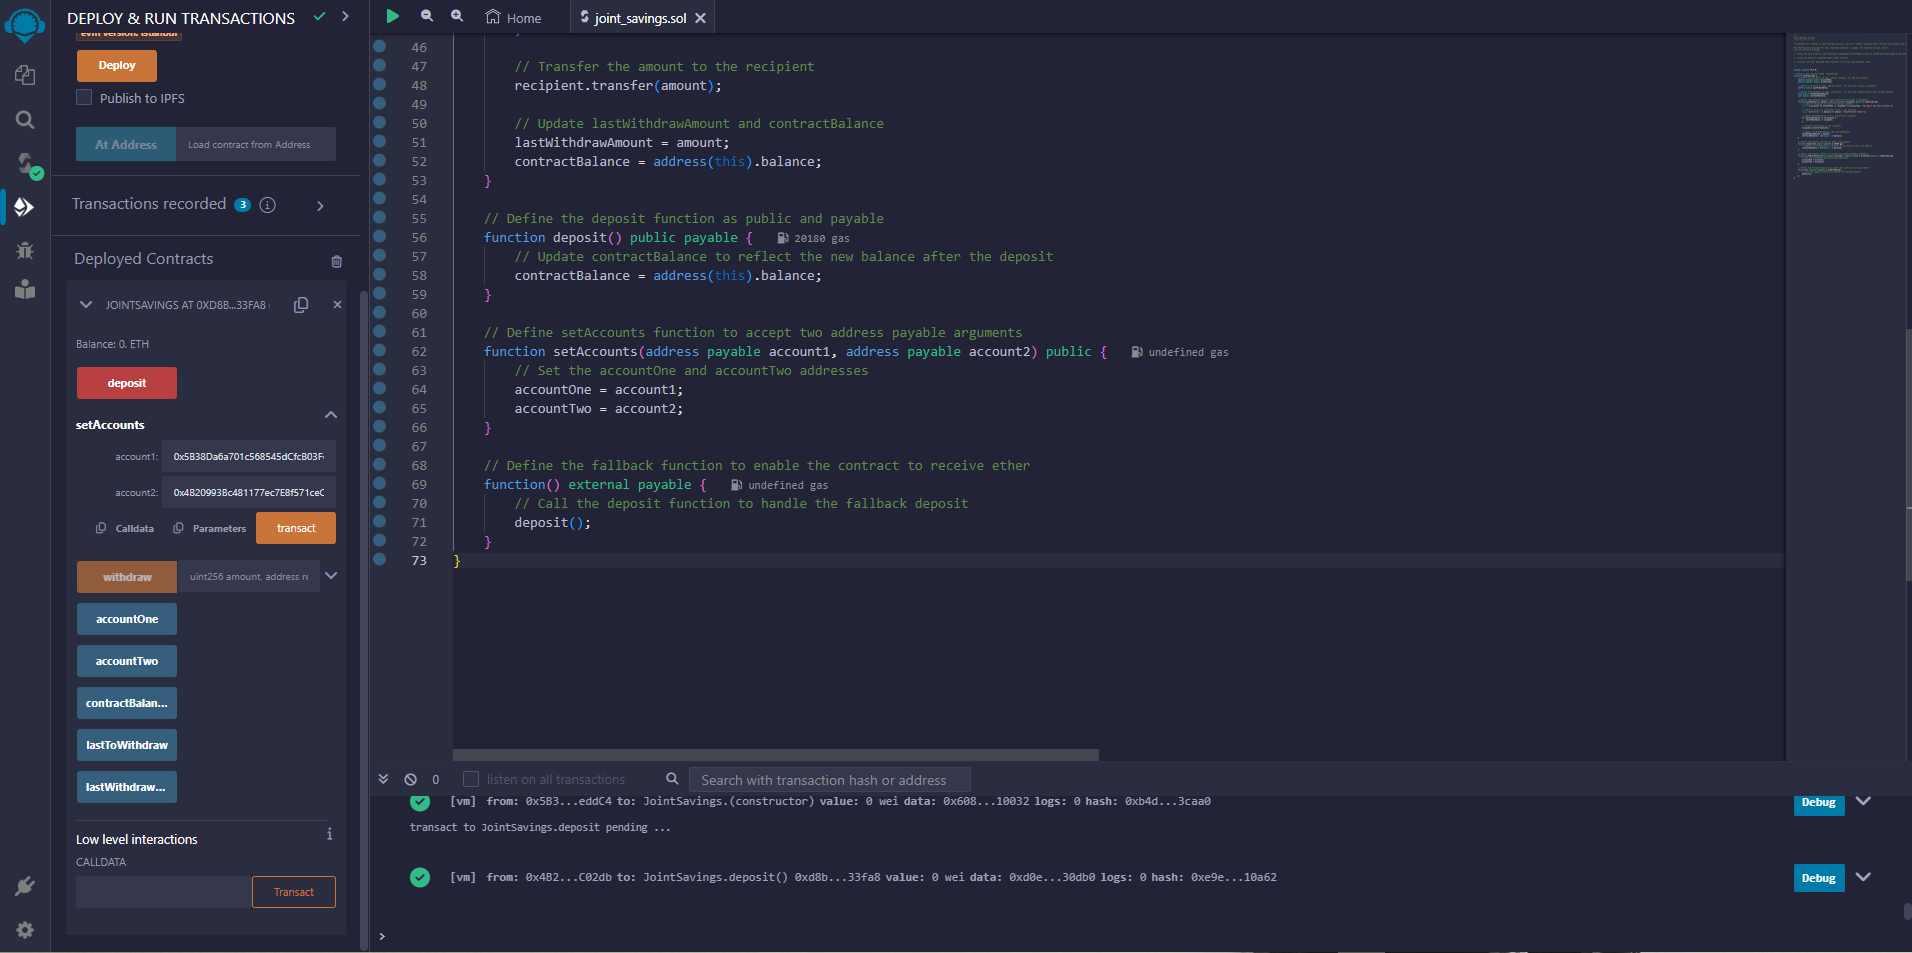 DEPLOY & RUN TRANSACTIONS
evm version: istanbul
Deploy
Publish to IPFS
At Address
Load contract from Address
Transactions recorded 3
Deployed Contracts
JOINTSAVINGS AT 0XD8B...33FA8
Balance: 0. ETH
deposit
setAccounts
account1: 0x5B38Da6a701c568545dCfcB03F
account2: 0x4B20993Bc481177ec7E8f571ceC
Calldata
Parameters
transact
withdraw
uint256 amount, address re
accountOne
accountTwo
contractBalan...
lastToWithdraw
lastWithdraw...
Low level interactions
CALLDATA
Transact
Home
joint_savings.sol
46
47 // Transfer the amount to the recipient
48 recipient.transfer(amount);
49
50 // Update lastWithdrawAmount and contractBalance
51 lastWithdrawAmount = amount;
52 contractBalance = address(this).balance;
53 }
54
55 // Define the deposit function as public and payable
56 function deposit() public payable { 20180 gas
57 // Update contractBalance to reflect the new balance after the deposit
58 contractBalance = address(this).balance;
59 }
60
61 // Define setAccounts function to accept two address payable arguments
62 function setAccounts(address payable account1, address payable account2) public { undefined gas
63 // Set the accountOne and accountTwo addresses
64 accountOne = account1;
65 accountTwo = account2;
66 }
67
68 // Define the fallback function to enable the contract to receive ether
69 function() external payable { undefined gas
70 // Call the deposit function to handle the fallback deposit
71 deposit();
72 }
73 }
0
listen on all transactions
Search with transaction hash or address
[vm] from: 0x5B3...eddC4 to: JointSavings.(constructor) value: 0 wei data: 0x608...10032 logs: 0 hash: 0xb4d...3caa0
Debug
transact to JointSavings.deposit pending ...
[vm] from: 0x4B2...C02db to: JointSavings.deposit() 0xd8b...33fa8 value: 0 wei data: 0xd0e...30db0 logs: 0 hash: 0xe9e...10a62
Debug
>